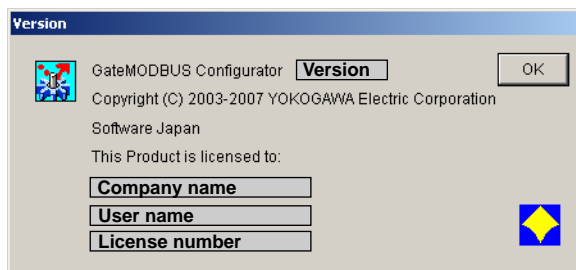 Version
GateMODBUS Configurator Version
OK
Copyright (C) 2003-2007 YOKOGAWA Electric Corporation
Software Japan
This Product is licensed to:
Company name
User name
License number